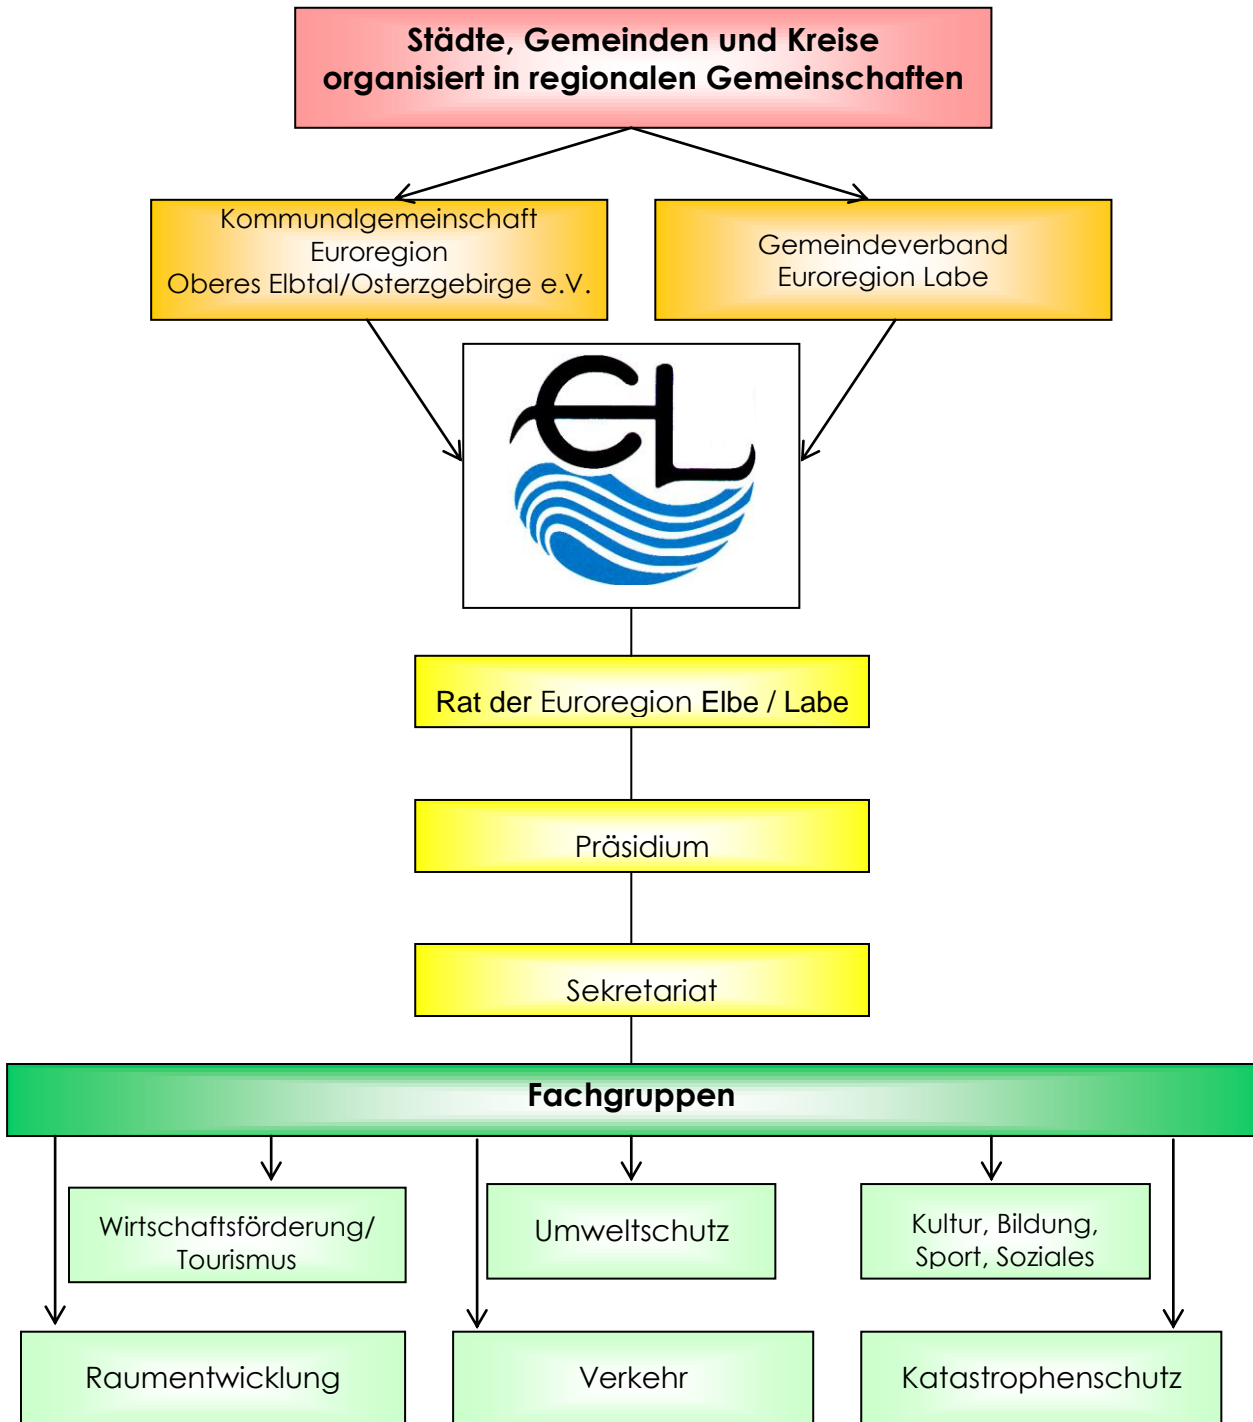 Städte, Gemeinden und Kreise
organisiert in regionalen Gemeinschaften
Kommunalgemeinschaft
Euroregion
Oberes Elbtal/Osterzgebirge e.V.
Gemeindeverband
Euroregion Labe
EL
Rat der Euroregion Elbe / Labe
Präsidium
Sekretariat
Fachgruppen
Wirtschaftsförderung/
Tourismus
Umweltschutz
Kultur, Bildung,
Sport, Soziales
Raumentwicklung
Verkehr
Katastrophenschutz